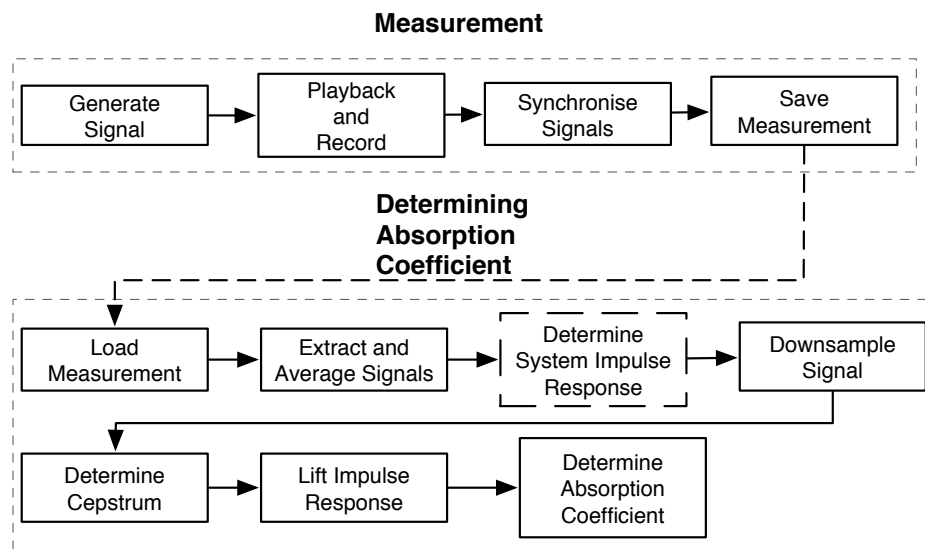 Measurement
Generate
Signal
Playback
and
Record
Synchronise
Signals
Save
Measurement
Determining
Absorption
Coefficient
Load
Measurement
Extract and
Average Signals
Determine
System Impulse
Response
Downsample
Signal
Determine
Cepstrum
Lift Impulse
Response
Determine
Absorption
Coefficient